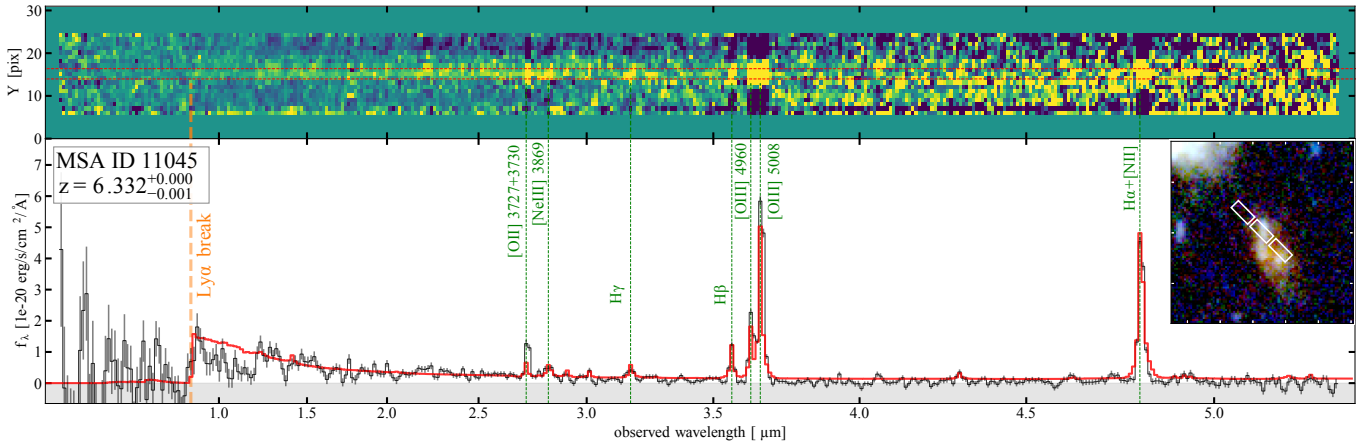 30
20
10
0
Y [pix]
MSA ID 11045
z = 6.332 +0.000 −0.001
Lyα break
[OII] 3727+3730
[NeIII] 3869
Hγ
Hβ
[OIII] 4960
[OIII] 5008
Hα+[NII]
7
6
5
4
3
2
1
0
f_λ [1e-20 erg/s/cm²/Å]
1.0 1.5 2.0 2.5 3.0 3.5 4.0 4.5 5.0
observed wavelength [ µm]